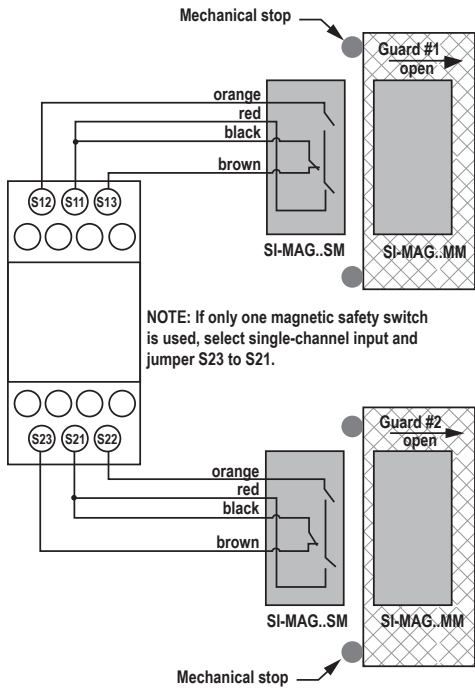 Mechanical stop
Guard #1
open
orange
red
black
brown
S12 S11 S13
SI-MAG..SM
SI-MAG..MM
NOTE: If only one magnetic safety switch
is used, select single-channel input and
jumper S23 to S21.
S23 S21 S22
Guard #2
open
orange
red
black
brown
SI-MAG..SM
SI-MAG..MM
Mechanical stop